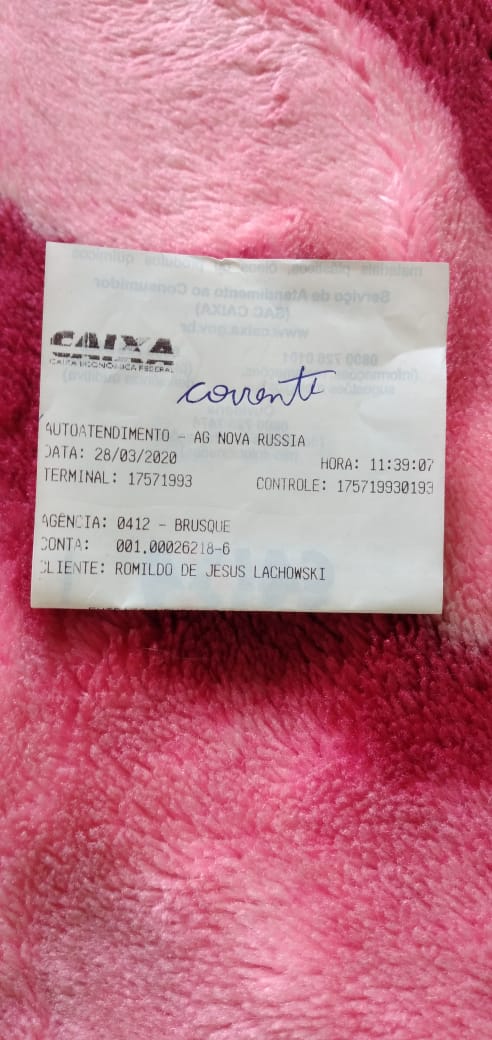 CAIXA
CAIXA ECONÔMICA FEDERAL
corrente
AUTOATENDIMENTO - AG NOVA RUSSIA
DATA: 28/03/2020 HORA: 11:39:07
TERMINAL: 17571993 CONTROLE: 175719930193
AGÊNCIA: 0412 - BRUSQUE
CONTA: 001.00026218-6
CLIENTE: ROMILDO DE JESUS LACHOWSKI